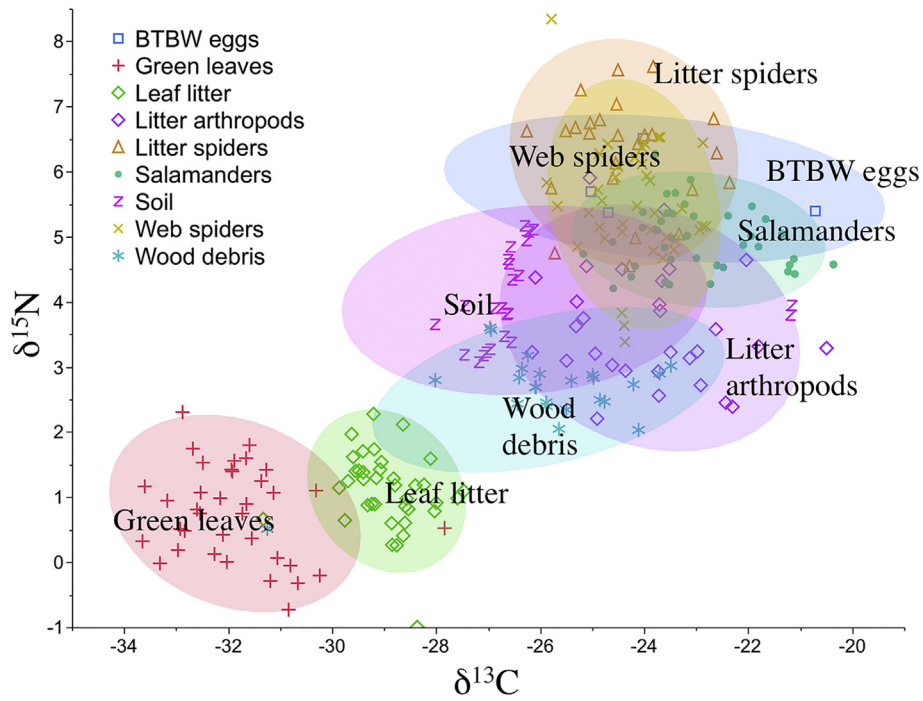 8
7
6
5
4
3
2
1
0
-1
δ15N
BTBW eggs
Green leaves
Leaf litter
Litter arthropods
Litter spiders
Salamanders
Soil
Web spiders
Wood debris
Litter spiders
Web spiders
BTBW eggs
Salamanders
Soil
Litter
arthropods
Wood
debris
Leaf litter
Green leaves
-34 -32 -30 -28 -26 -24 -22 -20
δ13C